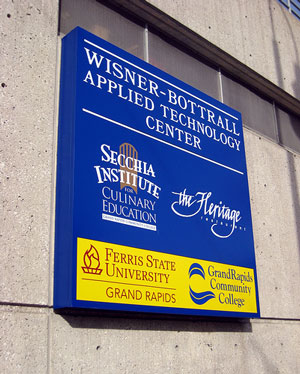 WISNER-BOTTRALL
APPLIED TECHNOLOGY
CENTER
SECCHIA
INSTITUTE
FOR
CULINARY
EDUCATION
the Heritage
RESTAURANT
FERRIS STATE
UNIVERSITY
GRAND RAPIDS
GrandRapids
Community
College